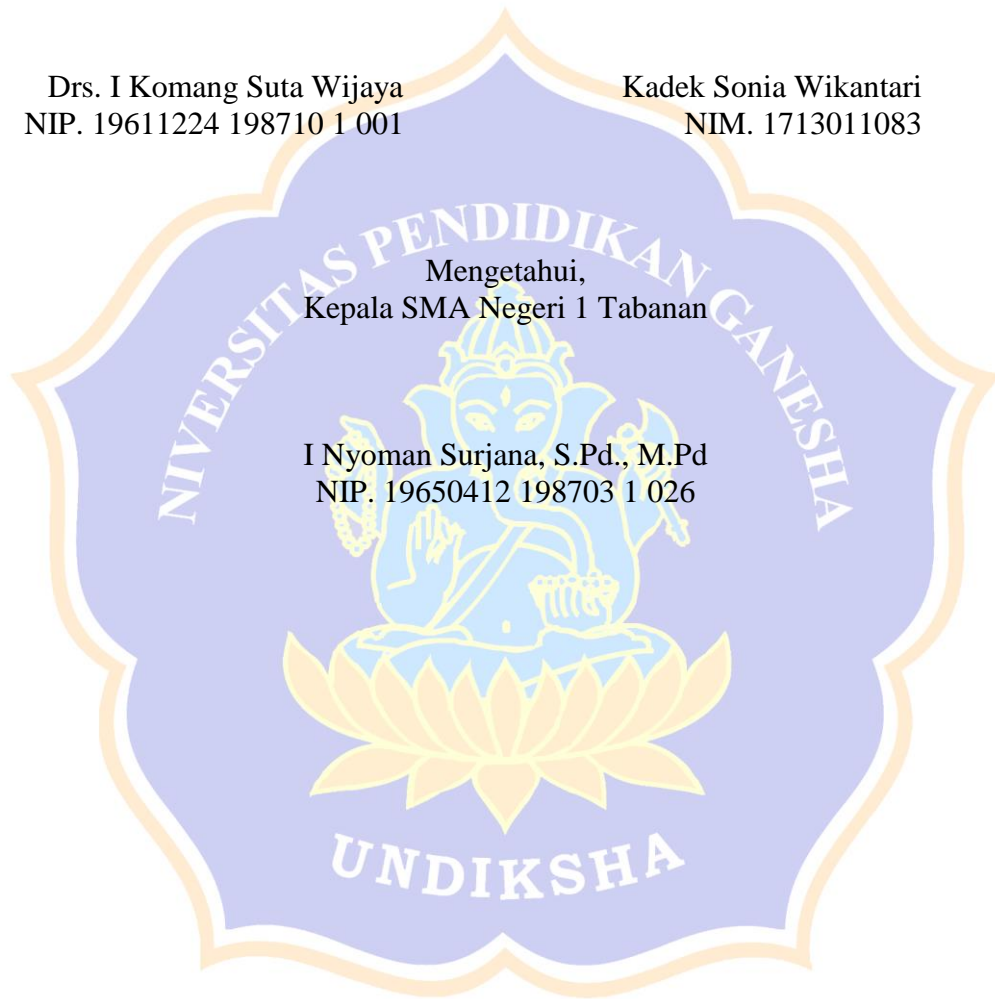 Drs. I Komang Suta Wijaya
NIP. 19611224 198710 1 001
Kadek Sonia Wikantari
NIM. 1713011083
NIVERSITAS PENDIDIKAN GANESHA
Mengetahui,
Kepala SMA Negeri 1 Tabanan
I Nyoman Surjana, S.Pd., M.Pd
NIP. 19650412 198703 1 026
UNDIKSHA